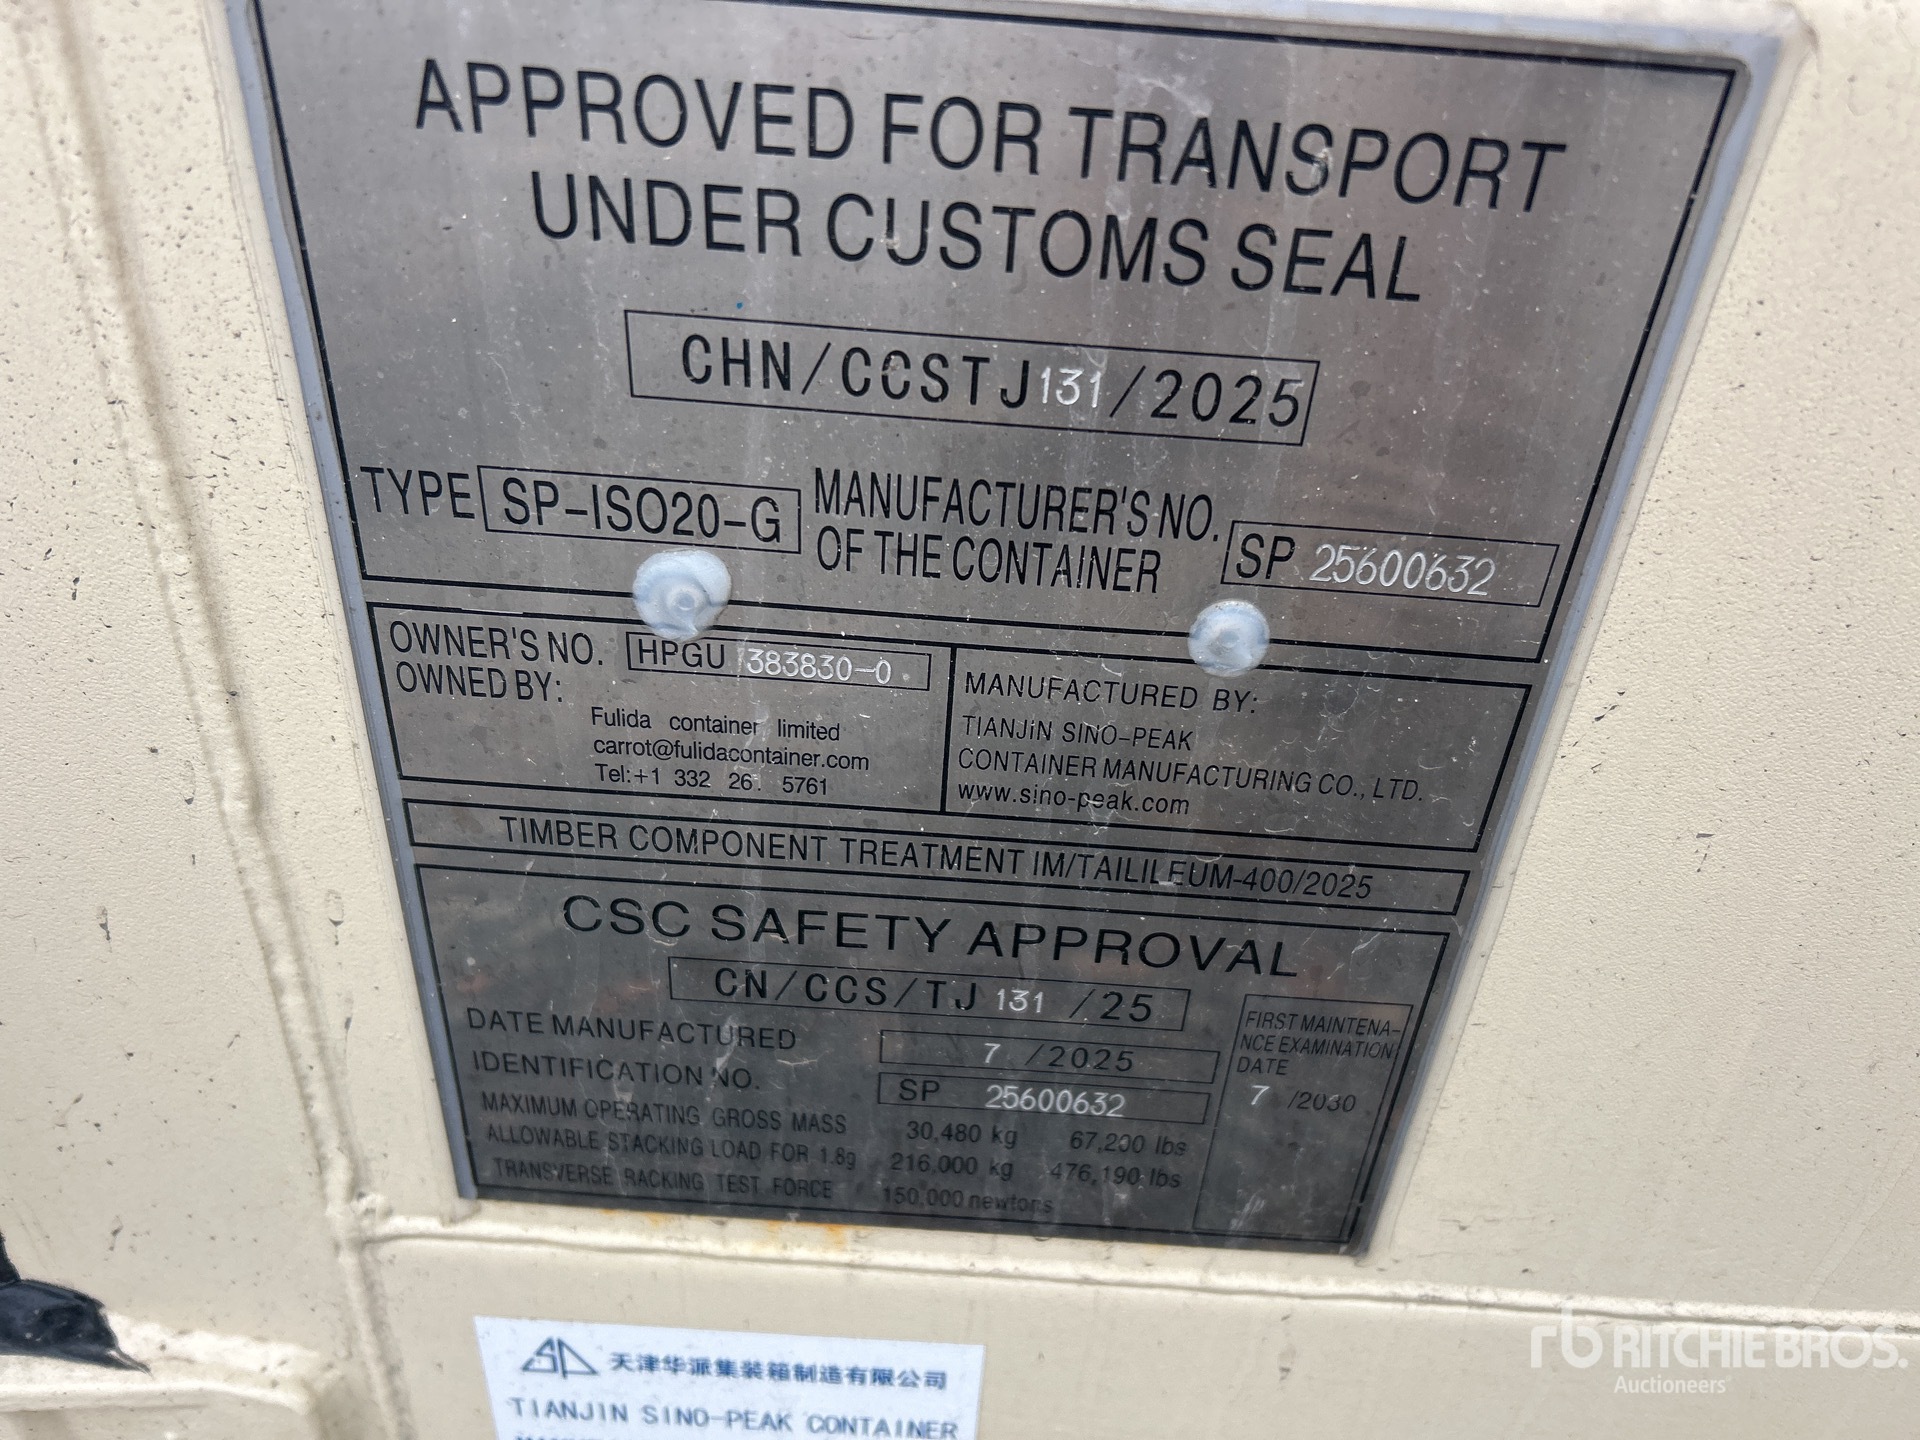 APPROVED FOR TRANSPORT
UNDER CUSTOMS SEAL
CHN/CCSTJ131/2025
TYPE SP-ISO20-G
MANUFACTURER'S NO.
OF THE CONTAINER
SP 25600632
OWNER'S NO. HPGU 383830-0
OWNED BY:
Fulida container limited
carrot@fulidacontainer.com
Tel:+1 332 26 5761
MANUFACTURED BY:
TIANJIN SINO-PEAK
CONTAINER MANUFACTURING CO., LTD.
www.sino-peak.com
TIMBER COMPONENT TREATMENT IM/TAILILEUM-400/2025
CSC SAFETY APPROVAL
CN/CCS/TJ 131 /25
DATE MANUFACTURED 7 /2025
IDENTIFICATION NO. SP 25600632
MAXIMUM OPERATING GROSS MASS 30,480 kg 67,200 lbs
ALLOWABLE STACKING LOAD FOR 1.8g 216,000 kg 476,190 lbs
TRANSVERSE RACKING TEST FORCE 150,000 newtons
FIRST MAINTENA-
NCE EXAMINATION
DATE
7 /2030
天津华派集装箱制造有限公司
TIANJIN SINO-PEAK CONTAINER
rb RITCHIE BROS.
Auctioneers